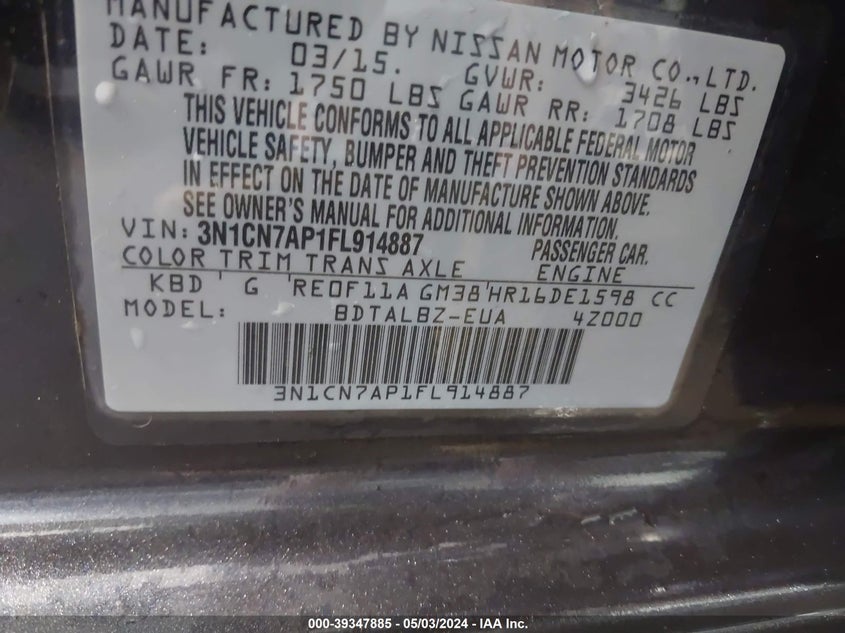 MANUFACTURED BY NISSAN MOTOR CO., LTD.
DATE: 03/15. GVWR: 3426 LBS
GAWR FR: 1750 LBS GAWR RR: 1708 LBS
THIS VEHICLE CONFORMS TO ALL APPLICABLE FEDERAL MOTOR
VEHICLE SAFETY, BUMPER AND THEFT PREVENTION STANDARDS
IN EFFECT ON THE DATE OF MANUFACTURE SHOWN ABOVE.
SEE OWNER'S MANUAL FOR ADDITIONAL INFORMATION.
VIN: 3N1CN7AP1FL914887 PASSENGER CAR.
COLOR TRIM TRANS AXLE ENGINE
KBD G RE0F11A GM38 HR16DE1598 CC
MODEL: BDTALBZ-EUA 4Z000
3N1CN7AP1FL914887
000-39347885 - 05/03/2024 - IAA Inc.